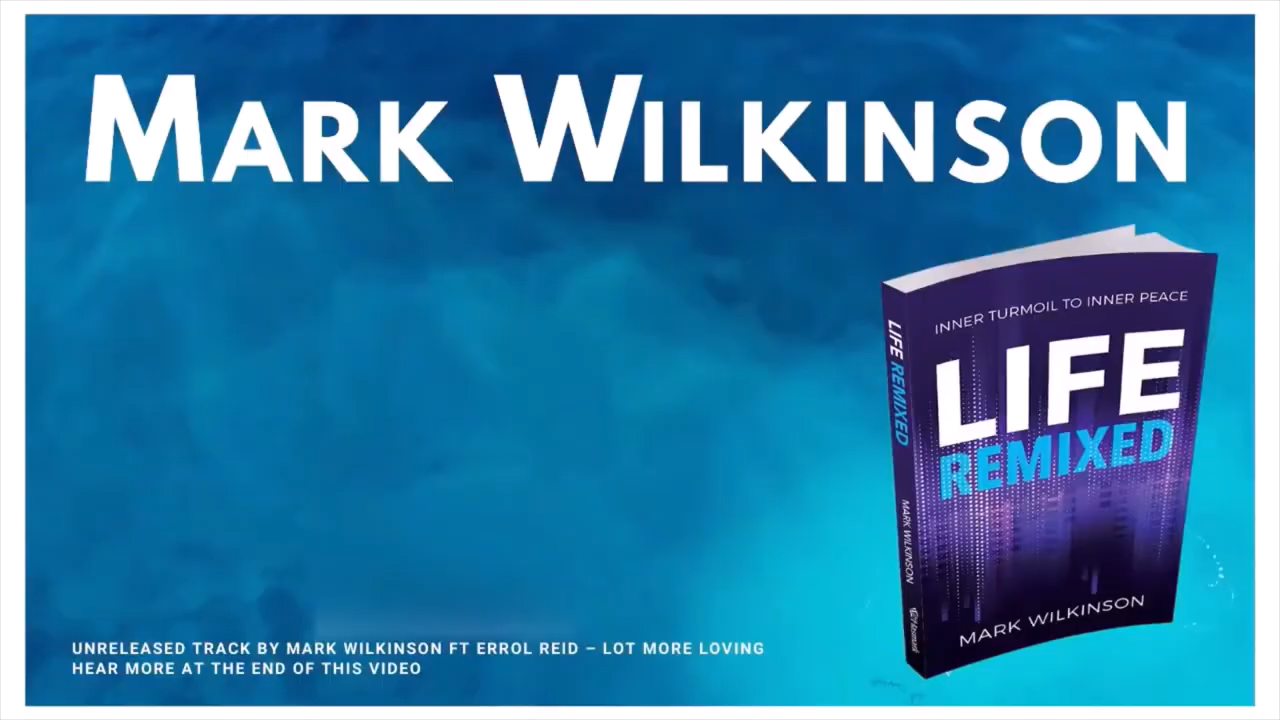 MARK WILKINSON
INNER TURMOIL TO INNER PEACE
LIFE
REMIXED
MARK WILKINSON
LIFE REMIXED
MARK WILKINSON
UNRELEASED TRACK BY MARK WILKINSON FT ERROL REID – LOT MORE LOVING
HEAR MORE AT THE END OF THIS VIDEO